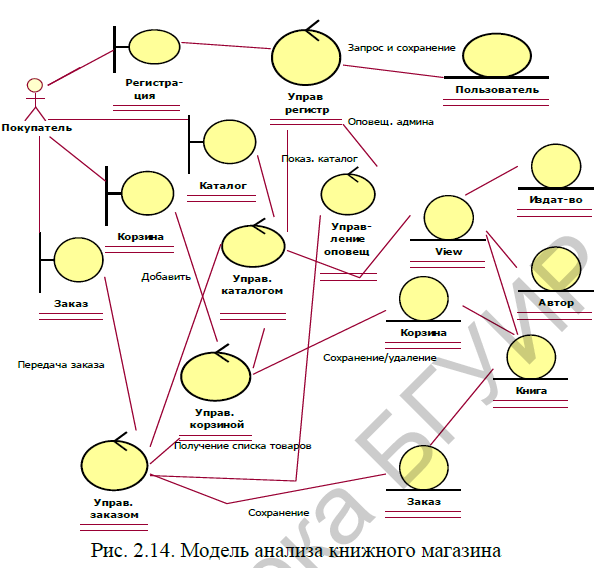 Запрос и сохранение
Регистра-
ция
Управ
регистр
Пользователь
Покупатель
Оповещ. админа
Каталог
Показ. каталог
Издат-во
Корзина
Управ-
ление
оповещ
View
Добавить
Управ.
каталогом
Заказ
Автор
Корзина
Передача заказа
Сохранение/удаление
Книга
Управ.
корзиной
Получение списка товаров
Управ.
заказом
Заказ
Сохранение
ека БГУИР
Рис. 2.14. Модель анализа книжного магазина